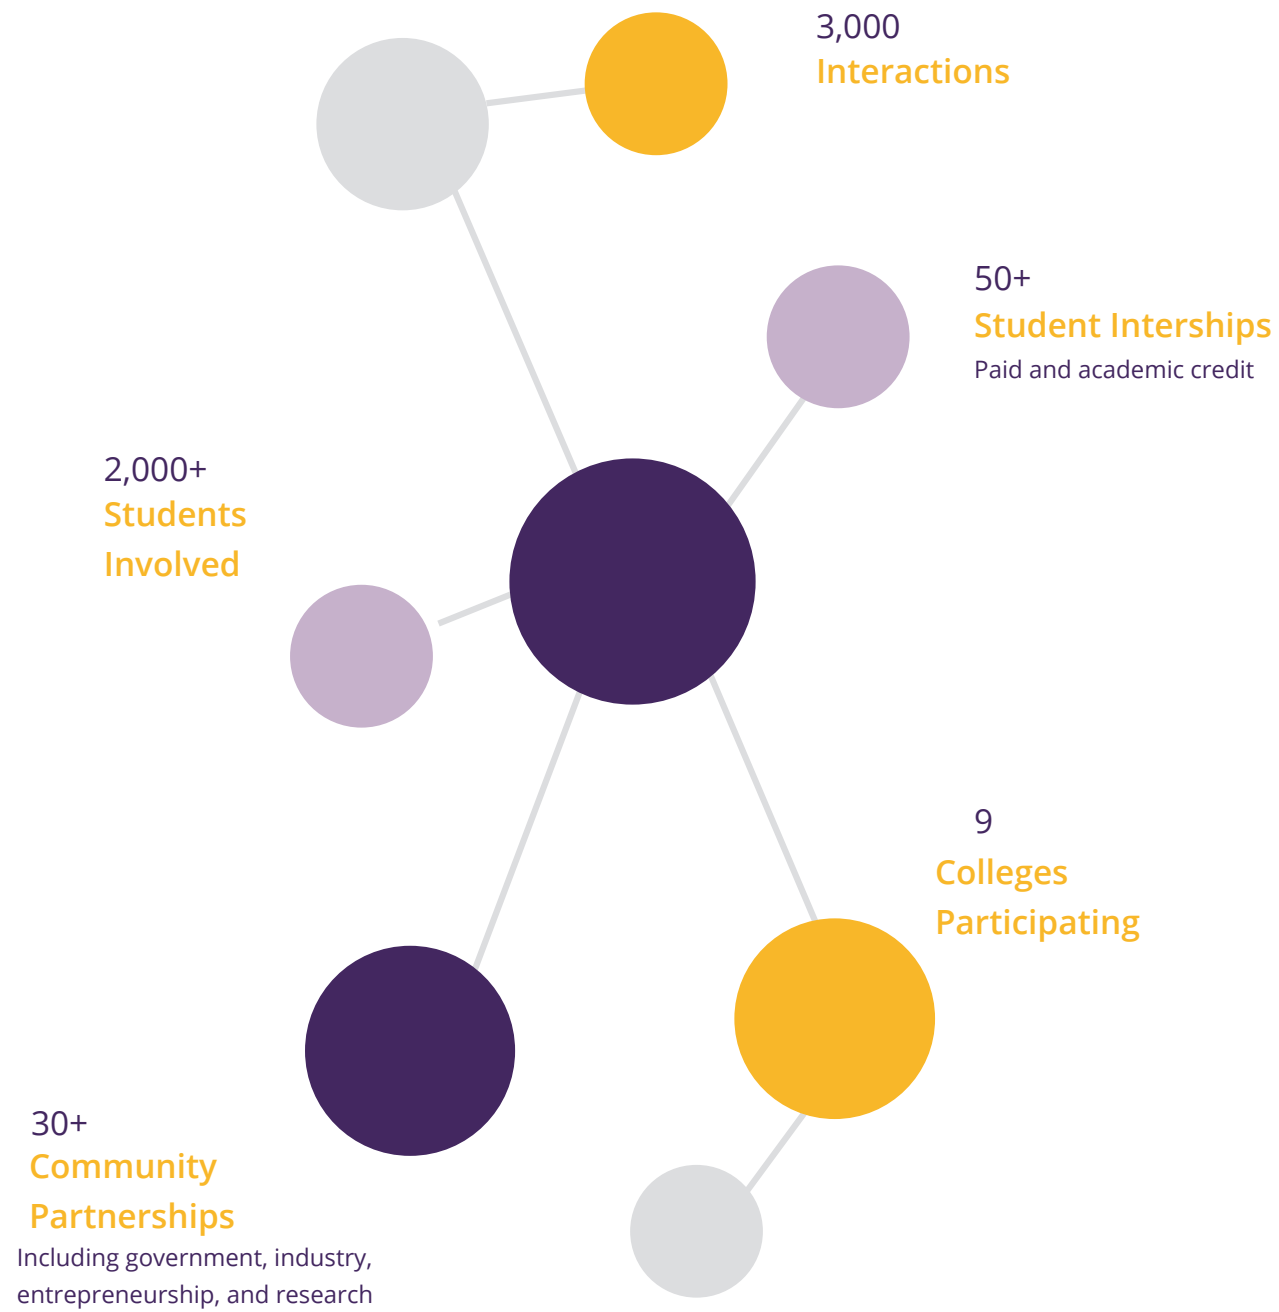 3,000
Interactions
50+
Student Interships
Paid and academic credit
2,000+
Students
Involved
9
Colleges
Participating
30+
Community
Partnerships
Including government, industry,
entrepreneurship, and research